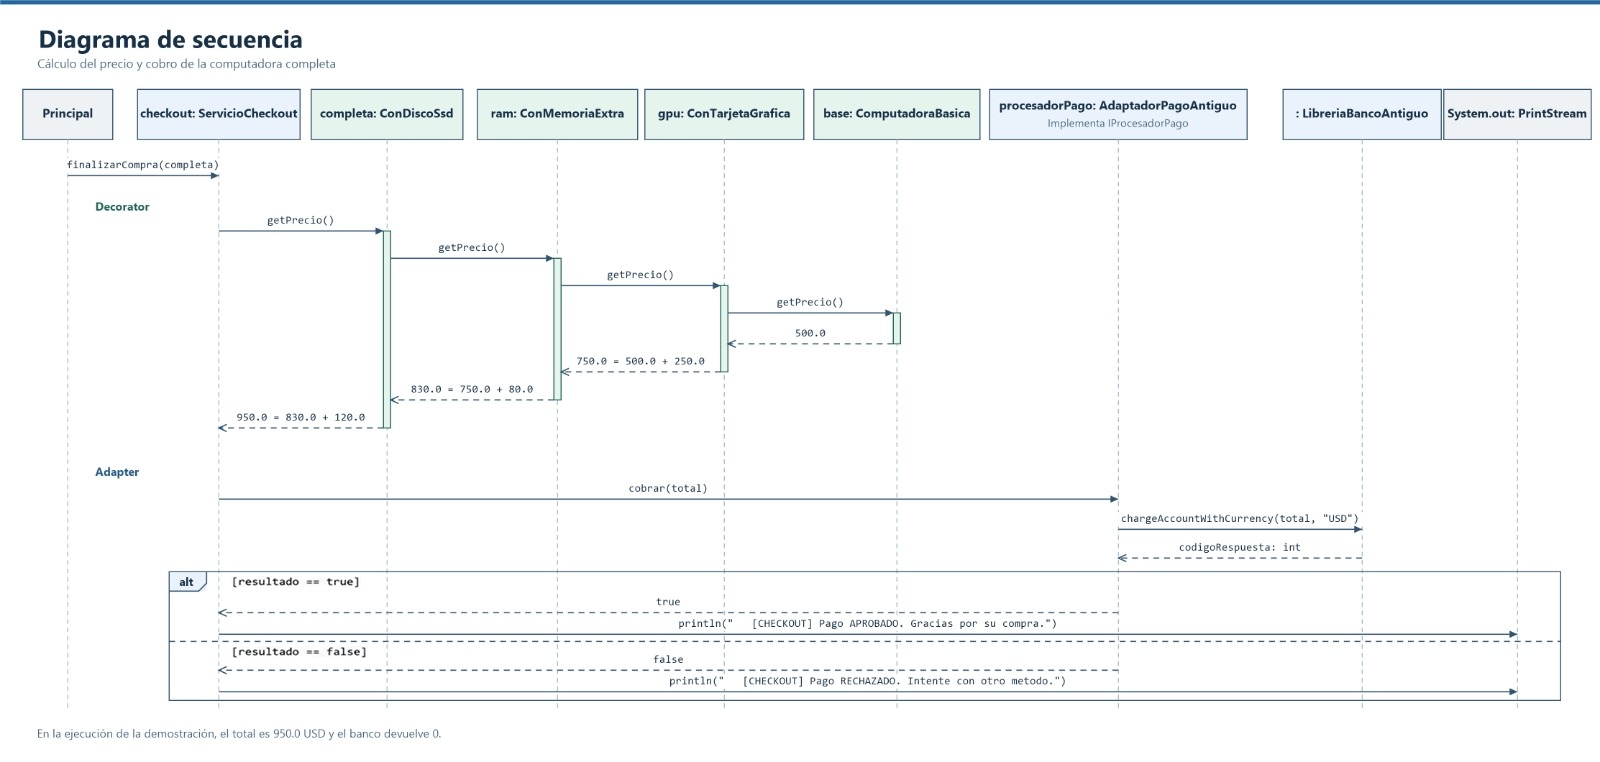 Diagrama de secuencia
Cálculo del precio y cobro de la computadora completa
Principal
checkout: ServicioCheckout
completa: ConDiscoSsd
ram: ConMemoriaExtra
gpu: ConTarjetaGrafica
base: ComputadoraBasica
procesadorPago: AdaptadorPagoAntiguo
Implementa IProcesadorPago
: LibreriaBancoAntiguo
System.out: PrintStream
finalizarCompra(completa)
Decorator
getPrecio()
getPrecio()
getPrecio()
getPrecio()
500.0
750.0 = 500.0 + 250.0
830.0 = 750.0 + 80.0
950.0 = 830.0 + 120.0
Adapter
cobrar(total)
chargeAccountWithCurrency(total, "USD")
codigoRespuesta: int
alt
[resultado == true]
true
println("   [CHECKOUT] Pago APROBADO. Gracias por su compra.")
[resultado == false]
false
println("   [CHECKOUT] Pago RECHAZADO. Intente con otro metodo.")
En la ejecución de la demostración, el total es 950.0 USD y el banco devuelve 0.